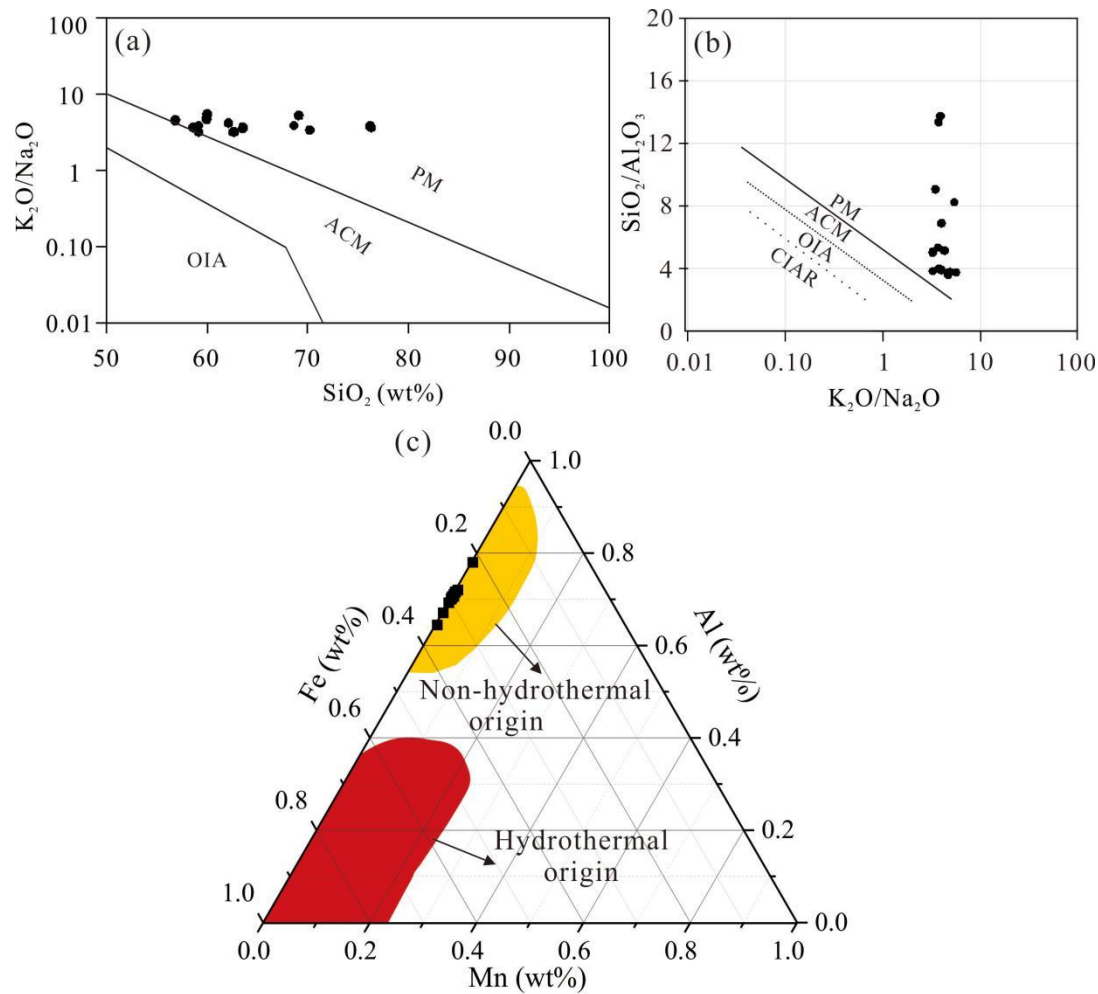 (a)
100
10
1
0.10
0.01
K₂O/Na₂O
PM
ACM
OIA
50
60
70
80
90
100
SiO₂ (wt%)
(b)
20
16
12
8
4
0
SiO₂/Al₂O₃
PM
ACM
OIA
CIAR
0.01
0.10
1
10
100
K₂O/Na₂O
(c)
0.0
0.2
0.4
0.6
0.8
1.0
Fe (wt%)
1.0
0.8
0.6
0.4
0.2
0.0
Al (wt%)
Non-hydrothermal
origin
Hydrothermal
origin
0.0
0.2
0.4
0.6
0.8
1.0
Mn (wt%)